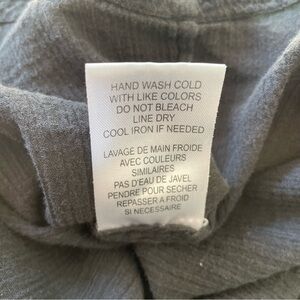 HAND WASH COLD
WITH LIKE COLORS
DO NOT BLEACH
LINE DRY
COOL IRON IF NEEDED
LAVAGE DE MAIN FROIDE
AVEC COULEURS
SIMILAIRES
PAS D'EAU DE JAVEL
PENDRE POUR SECHER
REPASSER A FROID
SI NECESSAIRE